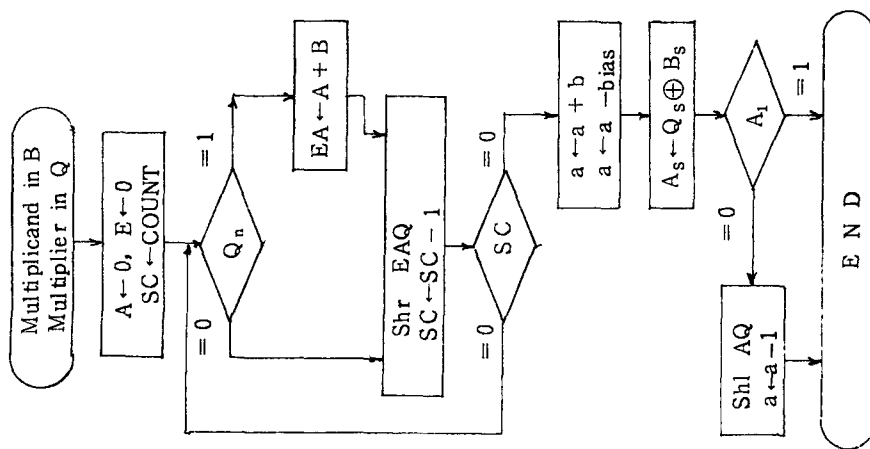 Multiplicand in B
Multiplier in Q
A←0, E←0
SC←COUNT
Qn
=0
=1
EA←A+B
Shr EAQ
SC←SC-1
SC
=0
=0
a←a+b
a←a-bias
As←Qs⊕Bs
A1
=0
=1
Shl AQ
a←a-1
END